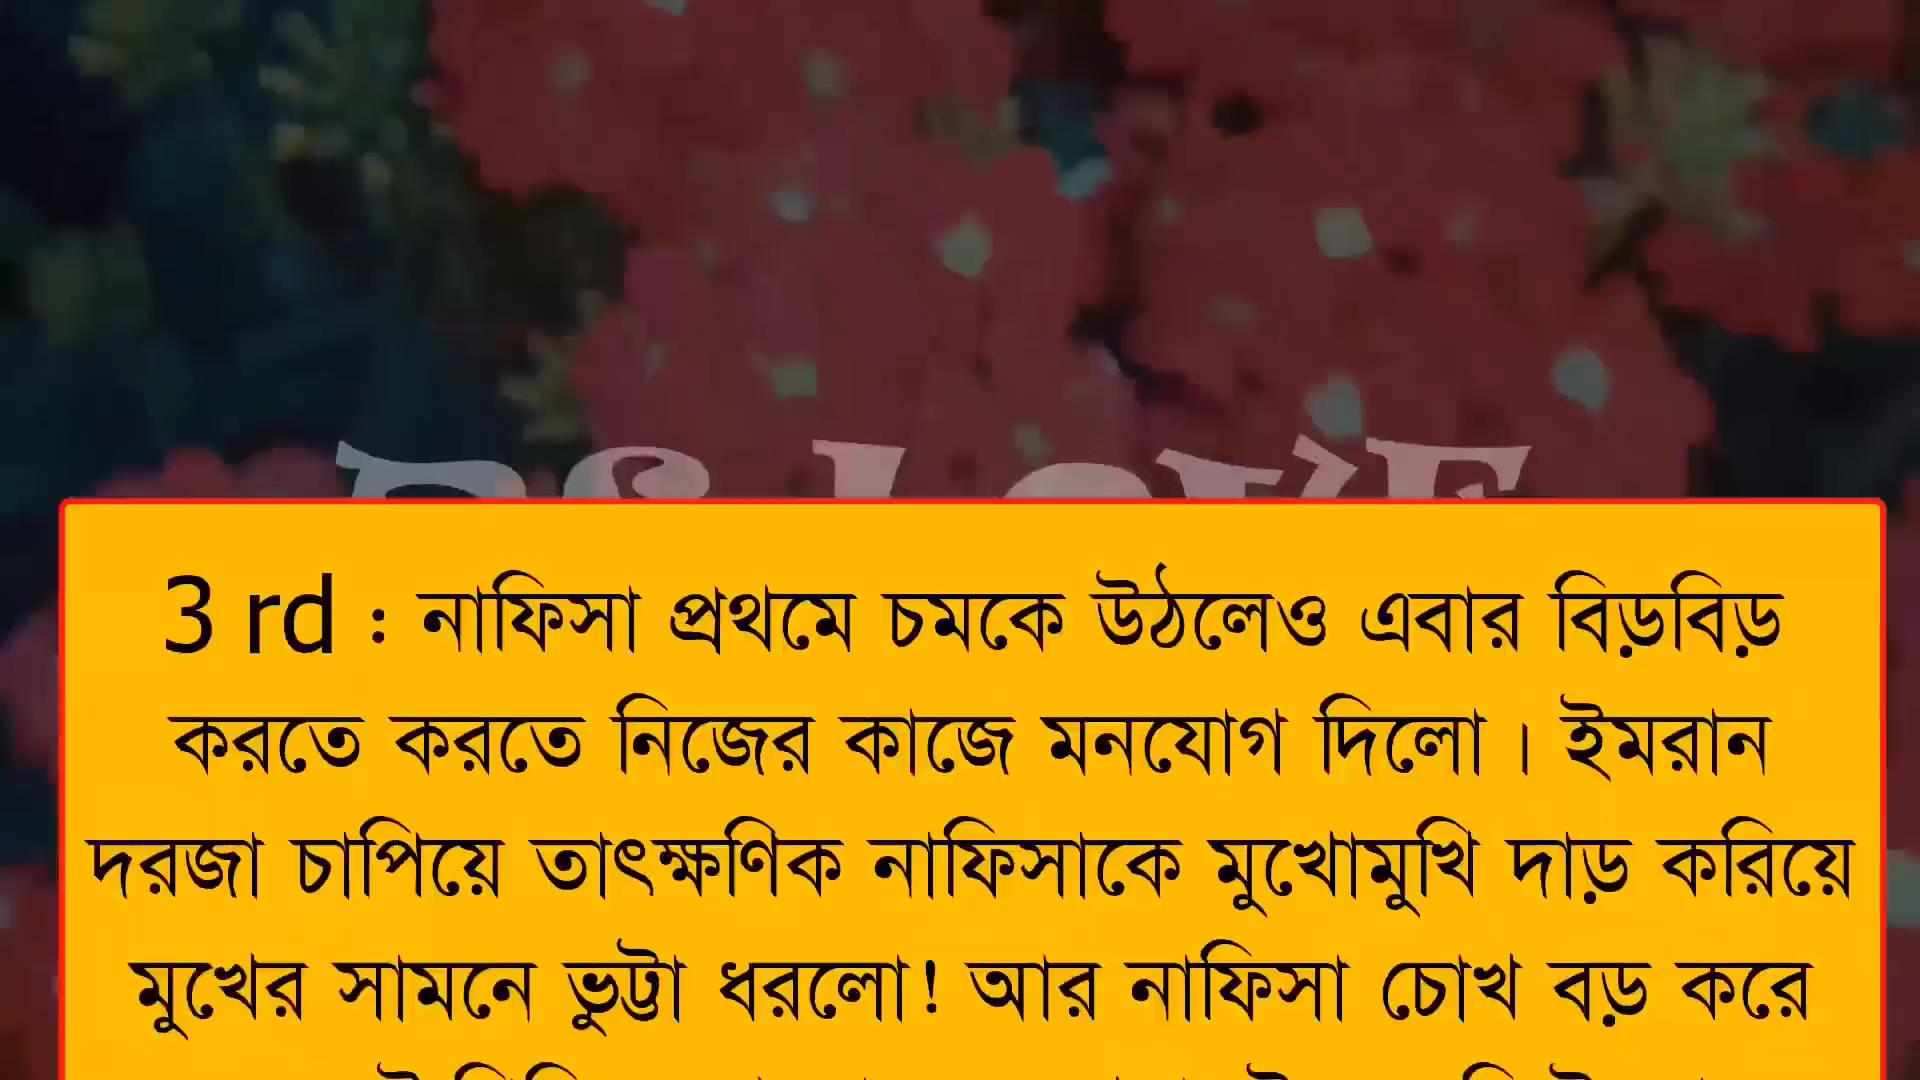 3 rd : নাফিসা প্রথমে চমকে উঠলেও এবার বিড়বিড়
করতে করতে নিজের কাজে মনযোগ দিলো। ইমরান
দরজা চাপিয়ে তাৎক্ষণিক নাফিসাকে মুখোমুখি দাড় করিয়ে
মুখের সামনে ভুট্টা ধরলো! আর নাফিসা চোখ বড় করে